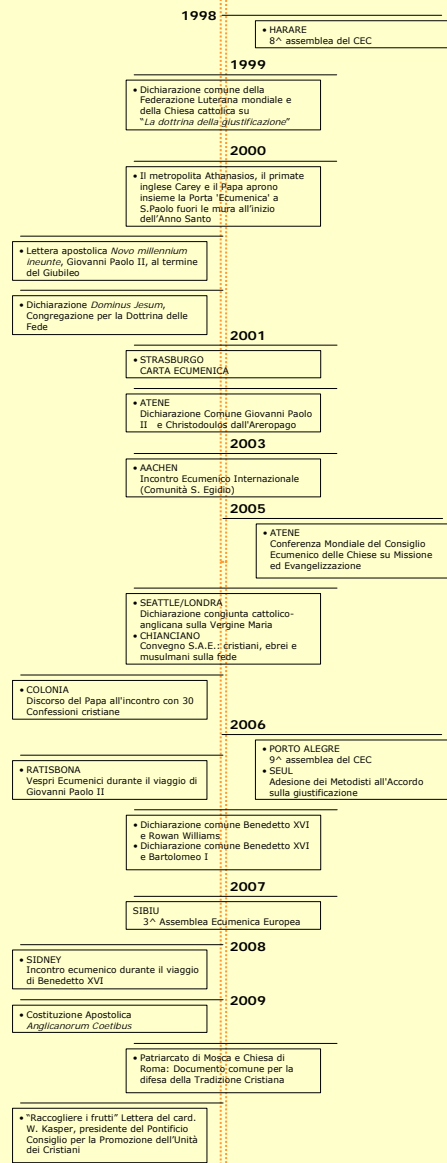 1998
• HARARE
8^ assemblea del CEC
1999
• Dichiarazione comune della
Federazione Luterana mondiale e
della Chiesa cattolica su
"La dottrina della giustificazione"
2000
• Il metropolita Athanasios, il primate
inglese Carey e il Papa aprono
insieme la Porta 'Ecumenica' a
S.Paolo fuori le mura all'inizio
dell'Anno Santo
• Lettera apostolica Novo millennium
ineunte, Giovanni Paolo II, al termine
del Giubileo
• Dichiarazione Dominus Jesum,
Congregazione per la Dottrina delle
Fede
2001
• STRASBURGO
CARTA ECUMENICA
• ATENE
Dichiarazione Comune Giovanni Paolo
II e Christodoulos dall'Areropago
2003
• AACHEN
Incontro Ecumenico Internazionale
(Comunità S. Egidio)
2005
• ATENE
Conferenza Mondiale del Consiglio
Ecumenico delle Chiese su Missione
ed Evangelizzazione
• SEATTLE/LONDRA
Dichiarazione congiunta cattolico-
anglicana sulla Vergine Maria
• CHIANCIANO
Convegno S.A.E.: cristiani, ebrei e
musulmani sulla fede
• COLONIA
Discorso del Papa all'incontro con 30
Confessioni cristiane
2006
• PORTO ALEGRE
9^ assemblea del CEC
• SEUL
Adesione dei Metodisti all'Accordo
sulla giustificazione
• RATISBONA
Vespri Ecumenici durante il viaggio di
Giovanni Paolo II
• Dichiarazione comune Benedetto XVI
e Rowan Williams
• Dichiarazione comune Benedetto XVI
e Bartolomeo I
2007
SIBIU
3^ Assemblea Ecumenica Europea
2008
• SIDNEY
Incontro ecumenico durante il viaggio
di Benedetto XVI
2009
• Costituzione Apostolica
Anglicanorum Coetibus
• Patriarcato di Mosca e Chiesa di
Roma: Documento comune per la
difesa della Tradizione Cristiana
• "Raccogliere i frutti" Lettera del card.
W. Kasper, presidente del Pontificio
Consiglio per la Promozione dell'Unità
dei Cristiani